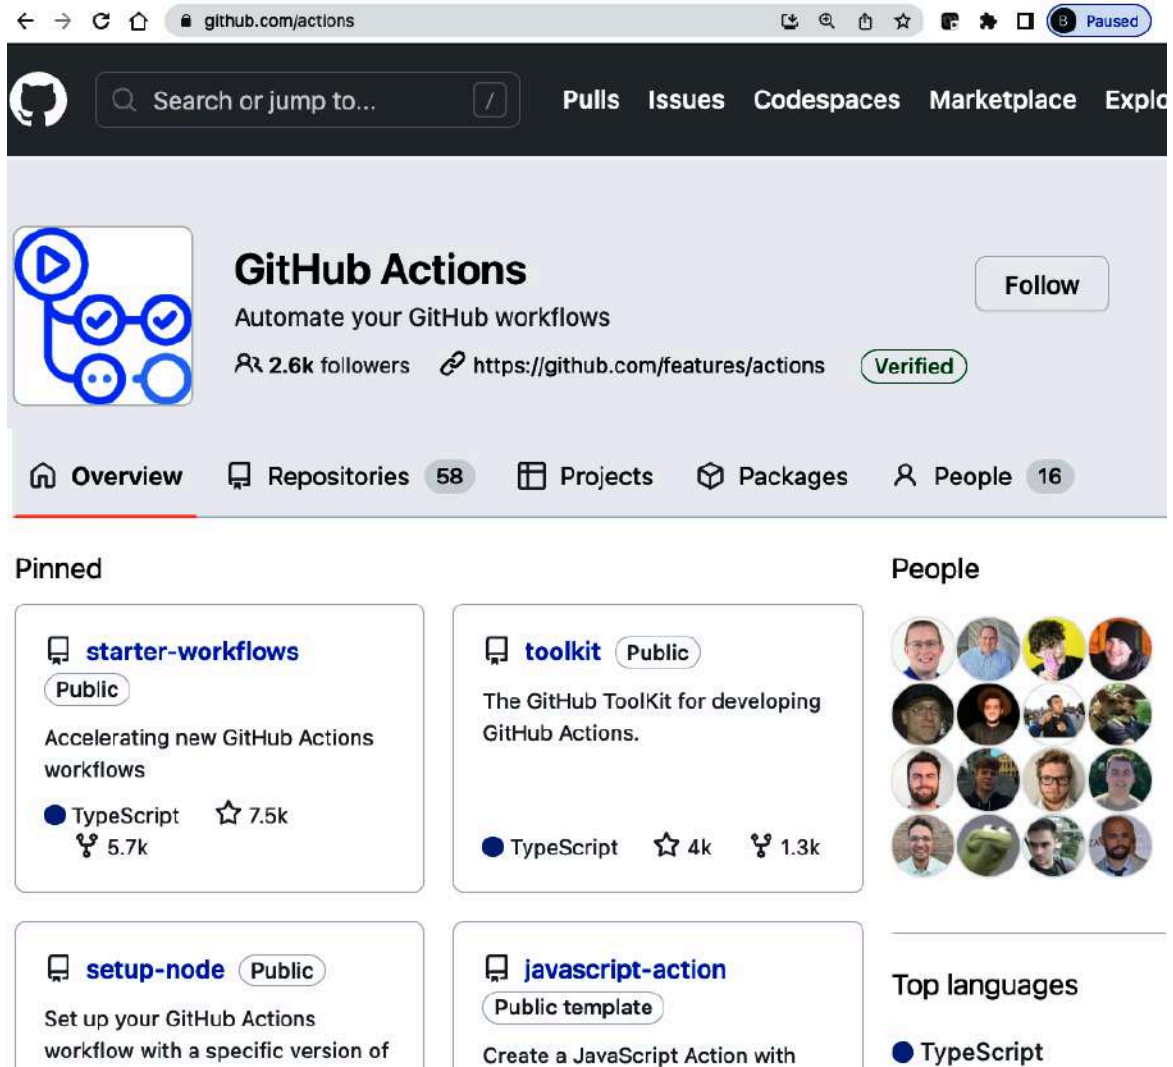 github.com/actions
B Paused
Search or jump to... / Pulls Issues Codespaces Marketplace Explo
GitHub Actions
Follow
Automate your GitHub workflows
2.6k followers https://github.com/features/actions Verified
Overview Repositories 58 Projects Packages People 16
Pinned
starter-workflows
Public
Accelerating new GitHub Actions
workflows
TypeScript 7.5k
5.7k
toolkit Public
The GitHub ToolKit for developing
GitHub Actions.
TypeScript 4k 1.3k
setup-node Public
Set up your GitHub Actions
workflow with a specific version of
javascript-action
Public template
Create a JavaScript Action with
People
Top languages
TypeScript